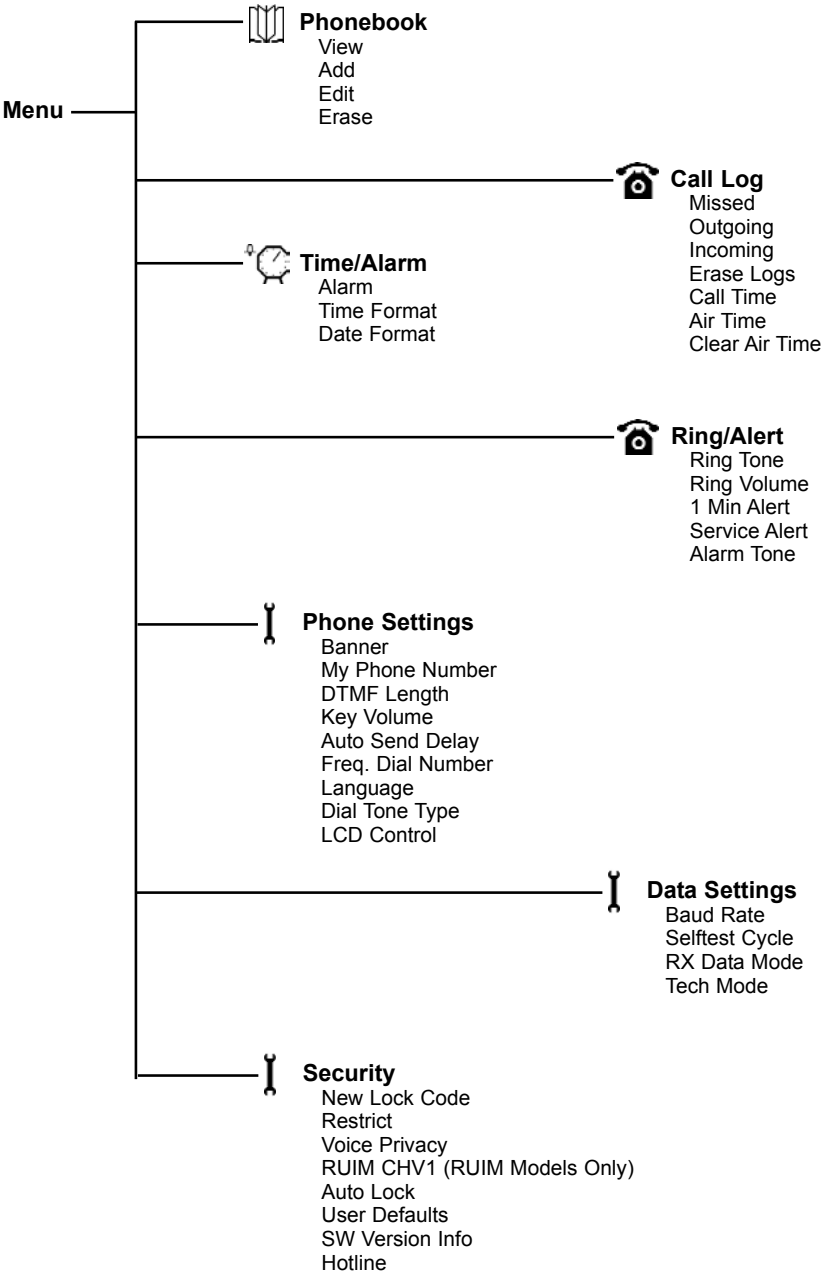 Phonebook
View
Add
Edit
Erase
Menu
Call Log
Missed
Outgoing
Incoming
Erase Logs
Call Time
Air Time
Clear Air Time
Time/Alarm
Alarm
Time Format
Date Format
Ring/Alert
Ring Tone
Ring Volume
1 Min Alert
Service Alert
Alarm Tone
Phone Settings
Banner
My Phone Number
DTMF Length
Key Volume
Auto Send Delay
Freq. Dial Number
Language
Dial Tone Type
LCD Control
Data Settings
Baud Rate
Selftest Cycle
RX Data Mode
Tech Mode
Security
New Lock Code
Restrict
Voice Privacy
RUIM CHV1 (RUIM Models Only)
Auto Lock
User Defaults
SW Version Info
Hotline